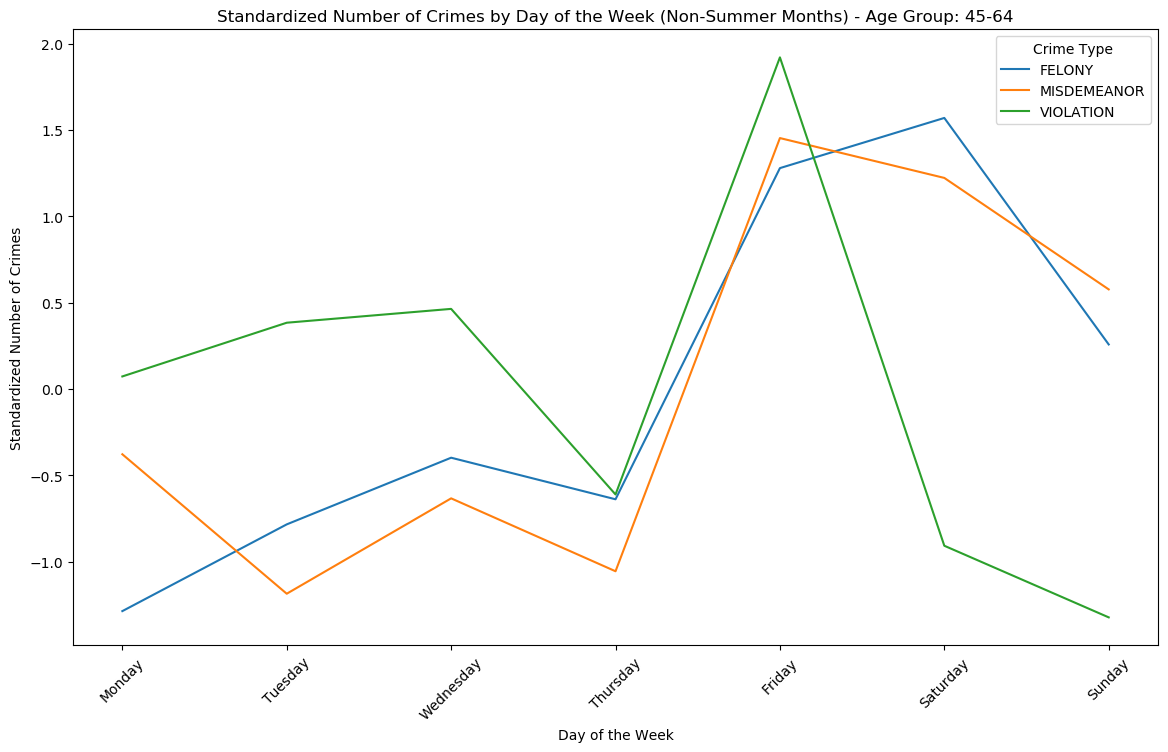 Standardized Number of Crimes by Day of the Week (Non-Summer Months) - Age Group: 45-64
Crime Type
FELONY
MISDEMEANOR
VIOLATION
Standardized Number of Crimes
2.0
1.5
1.0
0.5
0.0
−0.5
−1.0
Monday
Tuesday
Wednesday
Thursday
Friday
Saturday
Sunday
Day of the Week